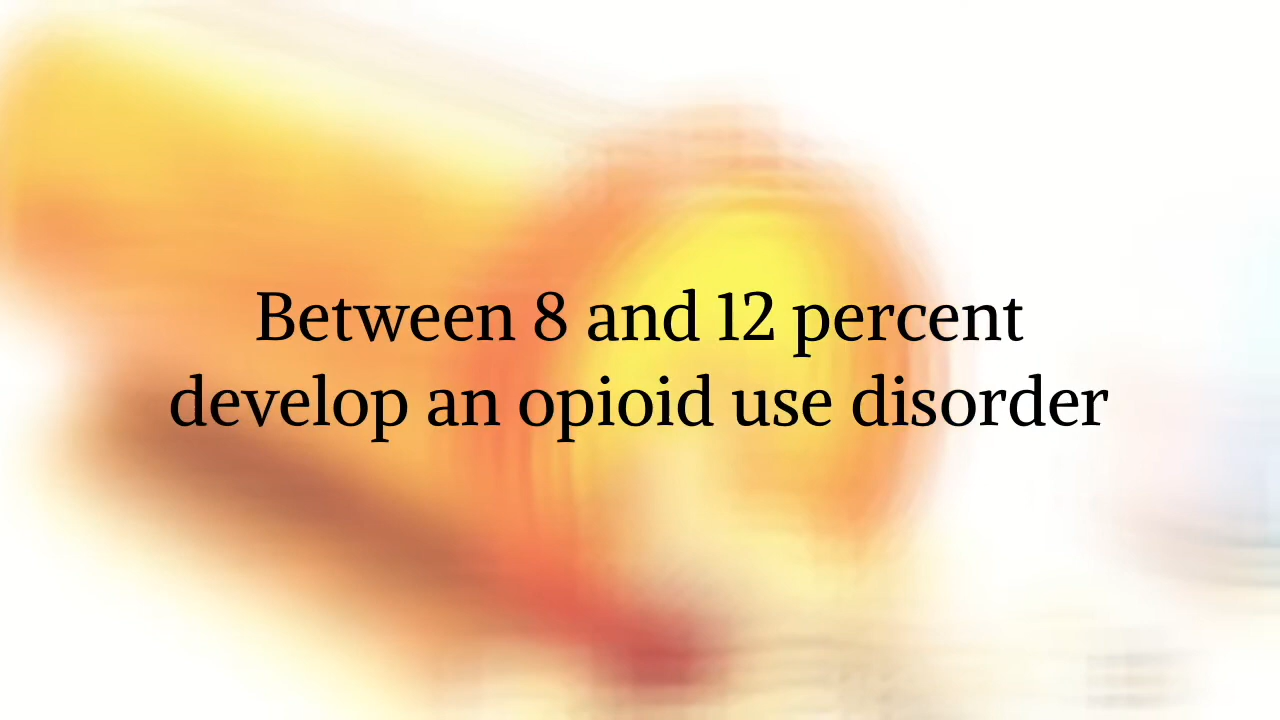 Between 8 and 12 percent
develop an opioid use disorder